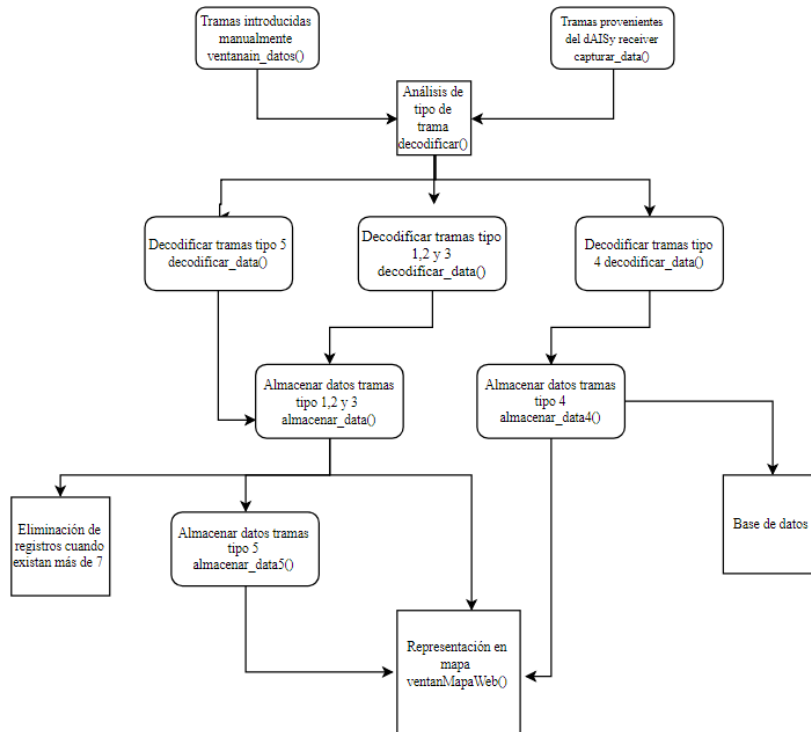 Tramas introducidas
manualmente
ventanain_datos()
Tramas provenientes
del dAISy receiver
capturar_data()
Análisis de
tipo de
trama
decodificar()
Decodificar tramas tipo 5
decodificar_data()
Decodificar tramas tipo
1,2 y 3
decodificar_data()
Decodificar tramas tipo
4 decodificar_data()
Almacenar datos tramas
tipo 1,2 y 3
almacenar_data()
Almacenar datos tramas
tipo 4
almacenar_data4()
Eliminación de
registros cuando
existan más de 7
Almacenar datos tramas
tipo 5
almacenar_data5()
Base de datos
Representación en
mapa
ventanMapaWeb()